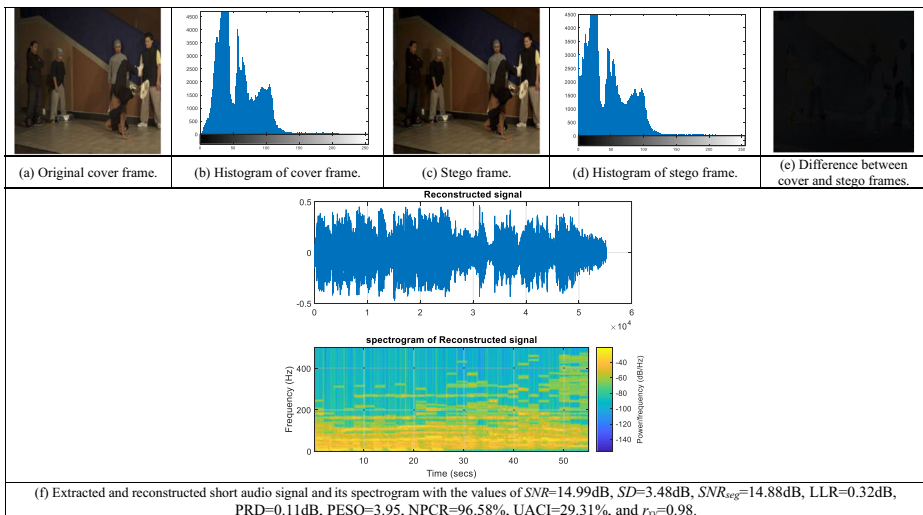 4500
4000
3500
3000
2500
2000
1500
1000
500
0
0 50 100 150 200 250
4500
4000
3500
3000
2500
2000
1500
1000
500
0
0 50 100 150 200 250
(a) Original cover frame.
(b) Histogram of cover frame.
(c) Stego frame.
(d) Histogram of stego frame.
(e) Difference between
cover and stego frames.
Reconstructed signal
0.5
0
-0.5
0 1 2 3 4 5 6
×10⁴
spectrogram of Reconstructed signal
Frequency (Hz)
400
200
0
10 20 30 40 50
Time (secs)
-40
-60
-80
-100
-120
-140
Power/frequency (dB/Hz)
(f) Extracted and reconstructed short audio signal and its spectrogram with the values of SNR=14.99dB, SD=3.48dB, SNRseg=14.88dB, LLR=0.32dB,
PRD=0.11dB, PESO=3.95, NPCR=96.58%, UACI=29.31%, and rxy=0.98.